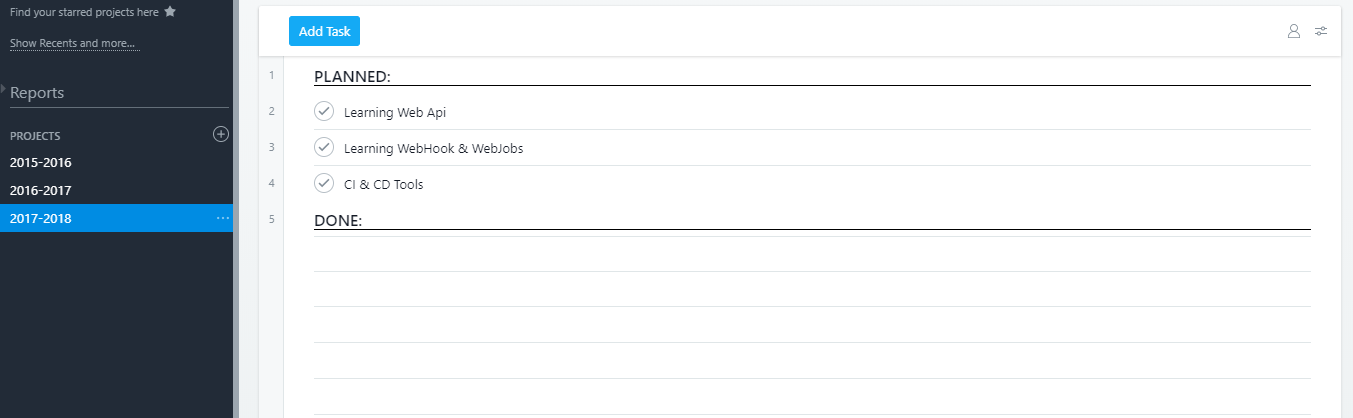 Find your starred projects here
Show Recents and more...
Reports
PROJECTS
2015-2016
2016-2017
2017-2018
Add Task
1 PLANNED:
2 Learning Web Api
3 Learning WebHook & WebJobs
4 CI & CD Tools
5 DONE: